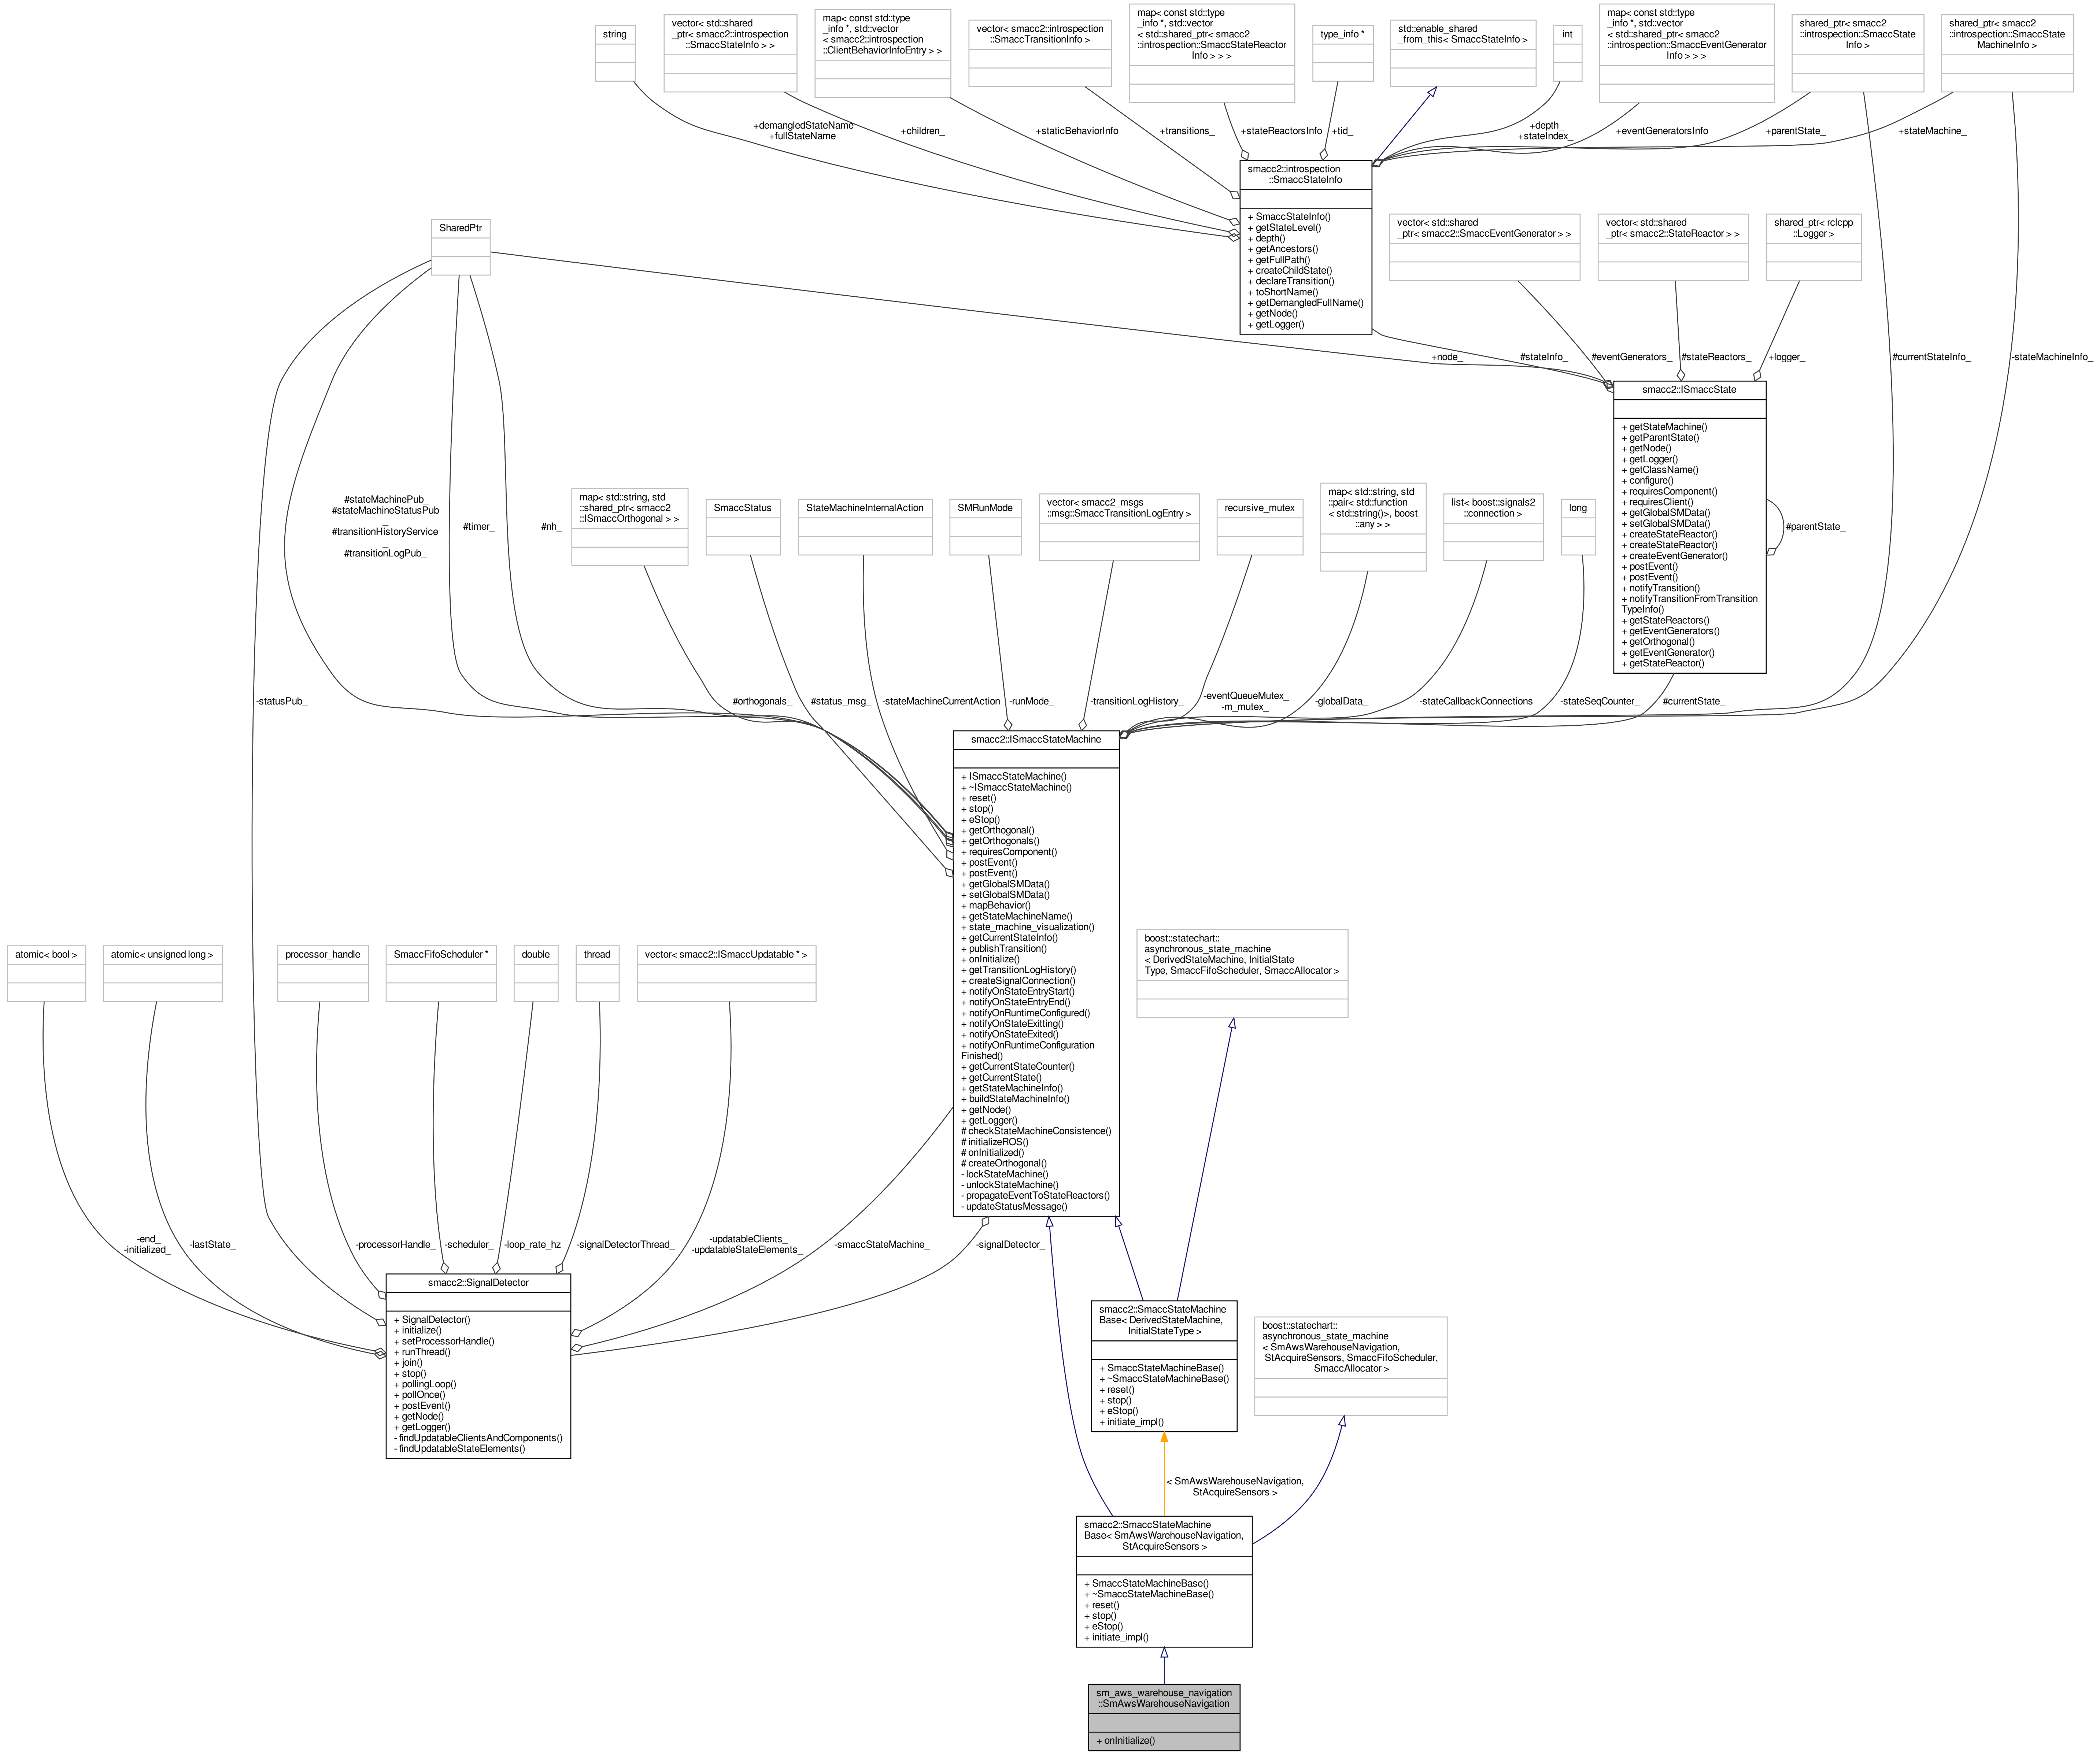 string
vector< std::shared
_ptr< smacc2::introspection
::SmaccStateInfo > >
map< const std::type
_info *, std::vector
< smacc2::introspection
::ClientBehaviorInfoEntry > >
vector< smacc2::introspection
::SmaccTransitionInfo >
map< const std::type
_info *, std::vector
< std::shared_ptr< smacc2
::introspection::SmaccStateReactor
Info > > >
type_info *
std::enable_shared
_from_this< SmaccStateInfo >
int
map< const std::type
_info *, std::vector
< std::shared_ptr< smacc2
::introspection::SmaccEventGenerator
Info > > >
shared_ptr< smacc2
::introspection::SmaccState
Info >
shared_ptr< smacc2
::introspection::SmaccState
MachineInfo >
+demangledStateName
+fullStateName
+children_
+staticBehaviorInfo
+transitions_
+stateReactorsInfo
+tid_
+depth_
+stateIndex_
+eventGeneratorsInfo
+parentState_
+stateMachine_
smacc2::introspection
::SmaccStateInfo
+ SmaccStateInfo()
+ getStateLevel()
+ depth()
+ getAncestors()
+ getFullPath()
+ createChildState()
+ declareTransition()
+ toShortName()
+ getDemangledFullName()
+ getNode()
+ getLogger()
SharedPtr
vector< std::shared
_ptr< smacc2::SmaccEventGenerator > >
vector< std::shared
_ptr< smacc2::StateReactor > >
shared_ptr< rclcpp
::Logger >
+node_
#stateInfo_
#eventGenerators_
#stateReactors_
+logger_
#currentStateInfo_
-stateMachineInfo_
smacc2::ISmaccState
+ getStateMachine()
+ getParentState()
+ getNode()
+ getLogger()
+ getClassName()
+ configure()
+ requiresComponent()
+ requiresClient()
+ getGlobalSMData()
+ setGlobalSMData()
+ createStateReactor()
+ createStateReactor()
+ createEventGenerator()
+ postEvent()
+ postEvent()
+ notifyTransition()
+ notifyTransitionFromTransition
TypeInfo()
+ getStateReactors()
+ getEventGenerators()
+ getOrthogonal()
+ getEventGenerator()
+ getStateReactor()
#parentState_
#stateMachinePub_
#stateMachineStatusPub
_
#transitionHistoryService
_
#transitionLogPub_
#timer_
#nh_
map< std::string, std
::shared_ptr< smacc2
::ISmaccOrthogonal > >
SmaccStatus
StateMachineInternalAction
SMRunMode
vector< smacc2_msgs
::msg::SmaccTransitionLogEntry >
recursive_mutex
map< std::string, std
::pair< std::function
< std::string()>, boost
::any > >
list< boost::signals2
::connection >
long
-statusPub_
#orthogonals_
#status_msg_
-stateMachineCurrentAction
-runMode_
-transitionLogHistory_
-eventQueueMutex_
-m_mutex_
-globalData_
-stateCallbackConnections
-stateSeqCounter_
#currentState_
smacc2::ISmaccStateMachine
+ ISmaccStateMachine()
+ ~ISmaccStateMachine()
+ reset()
+ stop()
+ eStop()
+ getOrthogonal()
+ getOrthogonals()
+ requiresComponent()
+ postEvent()
+ postEvent()
+ getGlobalSMData()
+ setGlobalSMData()
+ mapBehavior()
+ getStateMachineName()
+ state_machine_visualization()
+ getCurrentStateInfo()
+ publishTransition()
+ onInitialize()
+ getTransitionLogHistory()
+ createSignalConnection()
+ notifyOnStateEntryStart()
+ notifyOnStateEntryEnd()
+ notifyOnRuntimeConfigured()
+ notifyOnStateExitting()
+ notifyOnStateExited()
+ notifyOnRuntimeConfiguration
Finished()
+ getCurrentStateCounter()
+ getCurrentState()
+ getStateMachineInfo()
+ buildStateMachineInfo()
+ getNode()
+ getLogger()
# checkStateMachineConsistence()
# initializeROS()
# onInitialized()
# createOrthogonal()
- lockStateMachine()
- unlockStateMachine()
- propagateEventToStateReactors()
- updateStatusMessage()
atomic< bool >
atomic< unsigned long >
processor_handle
SmaccFifoScheduler *
double
thread
vector< smacc2::ISmaccUpdatable * >
boost::statechart::
asynchronous_state_machine
< DerivedStateMachine, InitialState
Type, SmaccFifoScheduler, SmaccAllocator >
-end_
-initialized_
-lastState_
-processorHandle_
-scheduler_
-loop_rate_hz
-signalDetectorThread_
-updatableClients_
-updatableStateElements_
-smaccStateMachine_
-signalDetector_
smacc2::SignalDetector
+ SignalDetector()
+ initialize()
+ setProcessorHandle()
+ runThread()
+ join()
+ stop()
+ pollingLoop()
+ pollOnce()
+ postEvent()
+ getNode()
+ getLogger()
- findUpdatableClientsAndComponents()
- findUpdatableStateElements()
smacc2::SmaccStateMachine
Base< DerivedStateMachine,
InitialStateType >
+ SmaccStateMachineBase()
+ ~SmaccStateMachineBase()
+ reset()
+ stop()
+ eStop()
+ initiate_impl()
boost::statechart::
asynchronous_state_machine
< SmAwsWarehouseNavigation,
StAcquireSensors, SmaccFifoScheduler,
SmaccAllocator >
< SmAwsWarehouseNavigation,
StAcquireSensors >
smacc2::SmaccStateMachine
Base< SmAwsWarehouseNavigation,
StAcquireSensors >
+ SmaccStateMachineBase()
+ ~SmaccStateMachineBase()
+ reset()
+ stop()
+ eStop()
+ initiate_impl()
sm_aws_warehouse_navigation
::SmAwsWarehouseNavigation
+ onInitialize()